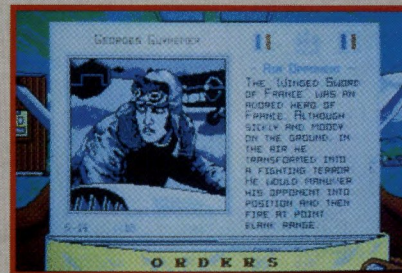 GEORGES GUYNEMER
ACE OPPONENT
THE "WINGED SWORD
OF FRANCE" WAS AN
ADORED HERO OF
FRANCE. ALTHOUGH
SICKLY AND MOODY
ON THE GROUND, IN
THE AIR HE
TRANSFORMED INTO
A FIGHTING TERROR.
HE WOULD MANUVER
HIS OPPONENT INTO
POSITION AND THEN
FIRE AT POINT
BLANK RANGE.
ORDERS